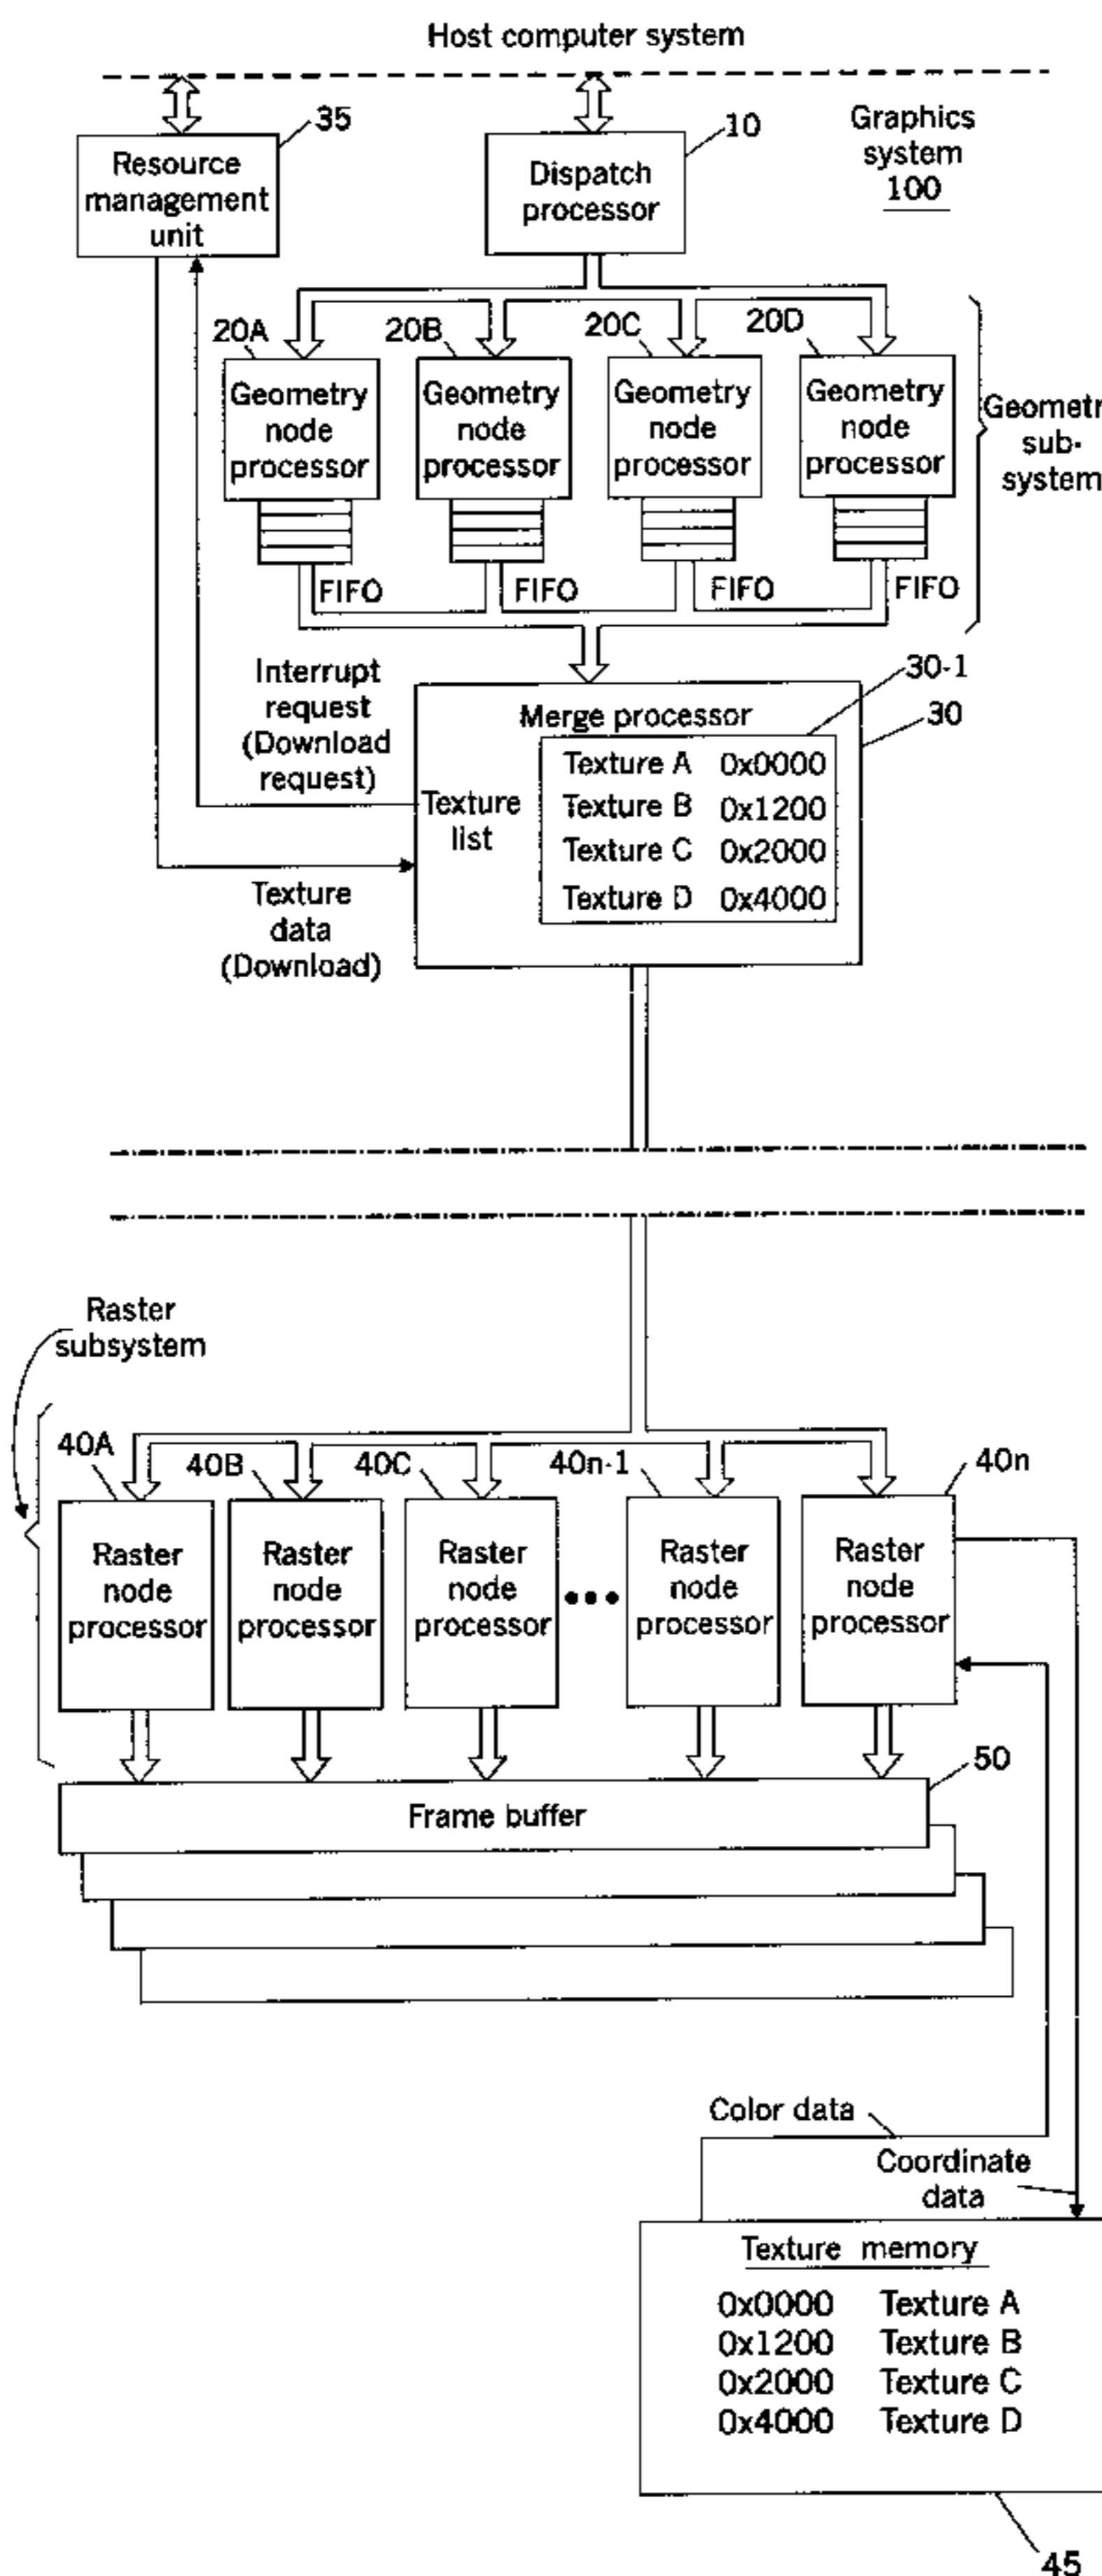 Host computer system
35
10
Graphics
system
100
Resource
management
unit
Dispatch
processor
20A
20B
20C
20D
Geometry
node
processor
Geometry
node
processor
Geometry
node
processor
Geometry
node
processor
Geometr
sub-
system
FIFO
FIFO
FIFO
FIFO
Interrupt
request
(Download
request)
30-1
30
Merge processor
Texture
list
Texture A 0x0000
Texture B 0x1200
Texture C 0x2000
Texture D 0x4000
Texture
data
(Download)
Raster
subsystem
40A
40B
40C
40n-1
40n
Raster
node
processor
Raster
node
processor
Raster
node
processor
Raster
node
processor
Raster
node
processor
50
Frame buffer
Color data
Coordinate
data
Texture memory
0x0000 Texture A
0x1200 Texture B
0x2000 Texture C
0x4000 Texture D
45